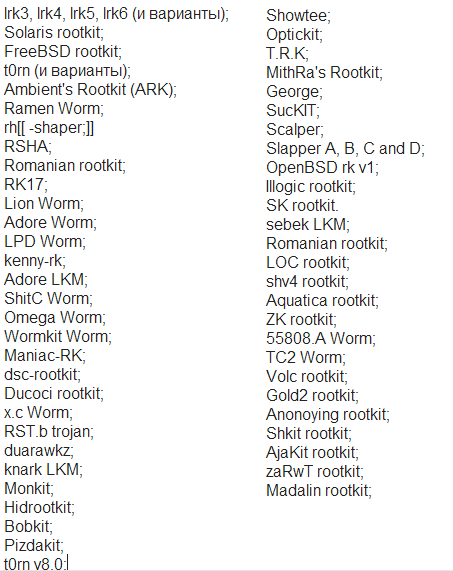 lrk3, lrk4, lrk5, lrk6 (и варианты);
Solaris rootkit;
FreeBSD rootkit;
t0rn (и варианты);
Ambient's Rootkit (ARK);
Ramen Worm;
rh[[ -shaper;]]
RSHA;
Romanian rootkit;
RK17;
Lion Worm;
Adore Worm;
LPD Worm;
kenny-rk;
Adore LKM;
ShitC Worm;
Omega Worm;
Wormkit Worm;
Maniac-RK;
dsc-rootkit;
Ducoci rootkit;
x.c Worm;
RST.b trojan;
duarawkz;
knark LKM;
Monkit;
Hidrootkit;
Bobkit;
Pizdakit;
t0rn v8.0;
Showtee;
Optickit;
T.R.K;
MithRa's Rootkit;
George;
SucKIT;
Scalper;
Slapper A, B, C and D;
OpenBSD rk v1;
Illogic rootkit;
SK rootkit.
sebek LKM;
Romanian rootkit;
LOC rootkit;
shv4 rootkit;
Aquatica rootkit;
ZK rootkit;
55808.A Worm;
TC2 Worm;
Volc rootkit;
Gold2 rootkit;
Anonoying rootkit;
Shkit rootkit;
AjaKit rootkit;
zaRwT rootkit;
Madalin rootkit;